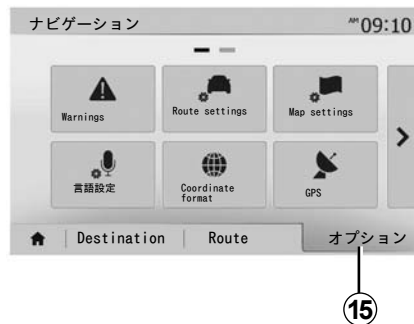 ナビゲーション
AM 09:10
Warnings
Route settings
Map settings
言語設定
Coordinate
format
GPS
Destination
Route
オプション
15